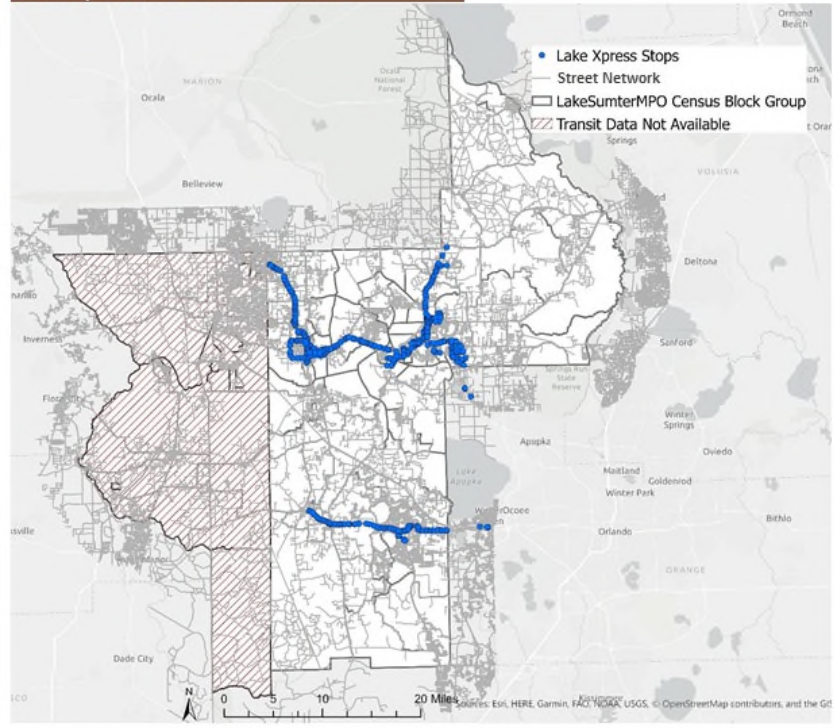 Ormond
Beach
Lake Xpress Stops
Street Network
LakeSumterMPO Census Block Group
Transit Data Not Available
MARION
Ocala
National
Forest
Ocala
Springs
VOLUSIA
Belleview
Deltona
Inverness
Sanford
Springs Run
State
Reserve
Winter
Springs
Apopka
Oviedo
Lake
Apopka
Maitland
Goldenrod
Winter Park
Ocoee
Orlando
Bithlo
ORANGE
Dade City
N
0 10 20 Miles
Sources: Esri, HERE, Garmin, FAO, NOAA, USGS, © OpenStreetMap contributors, and the GIS